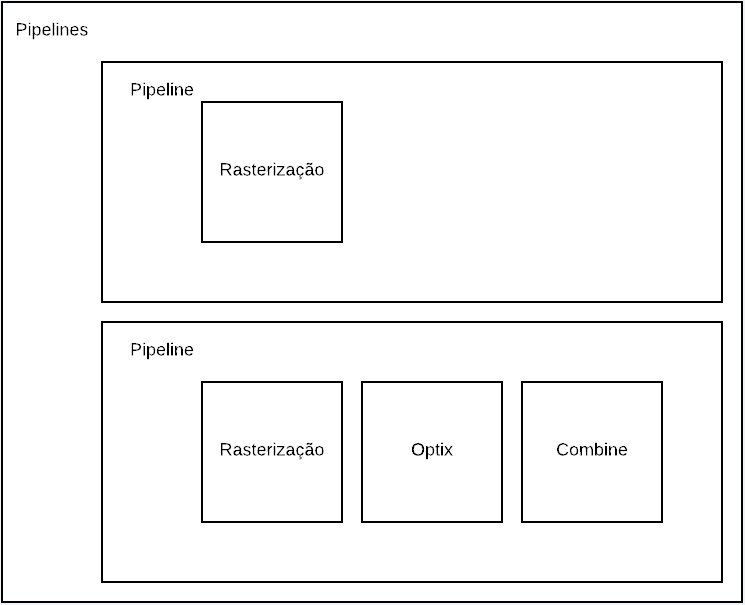 Pipelines
Pipeline
Rasterização
Pipeline
Rasterização
Optix
Combine